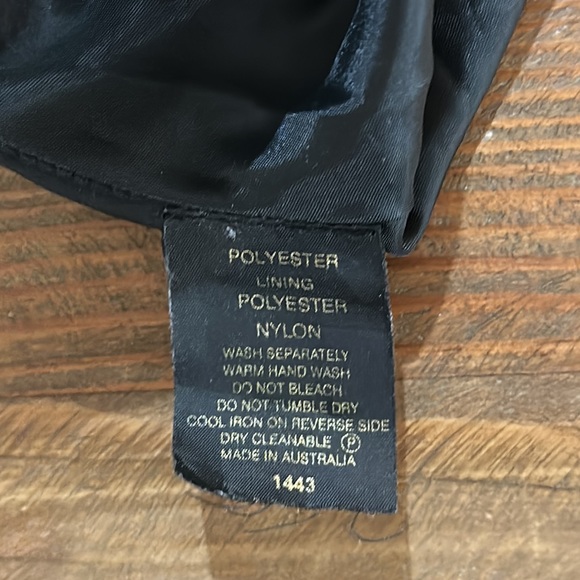 POLYESTER
LINING
POLYESTER
NYLON
WASH SEPARATELY
WARM HAND WASH
DO NOT BLEACH
DO NOT TUMBLE DRY
COOL IRON ON REVERSE SIDE
DRY CLEANABLE Ⓟ
MADE IN AUSTRALIA
1443